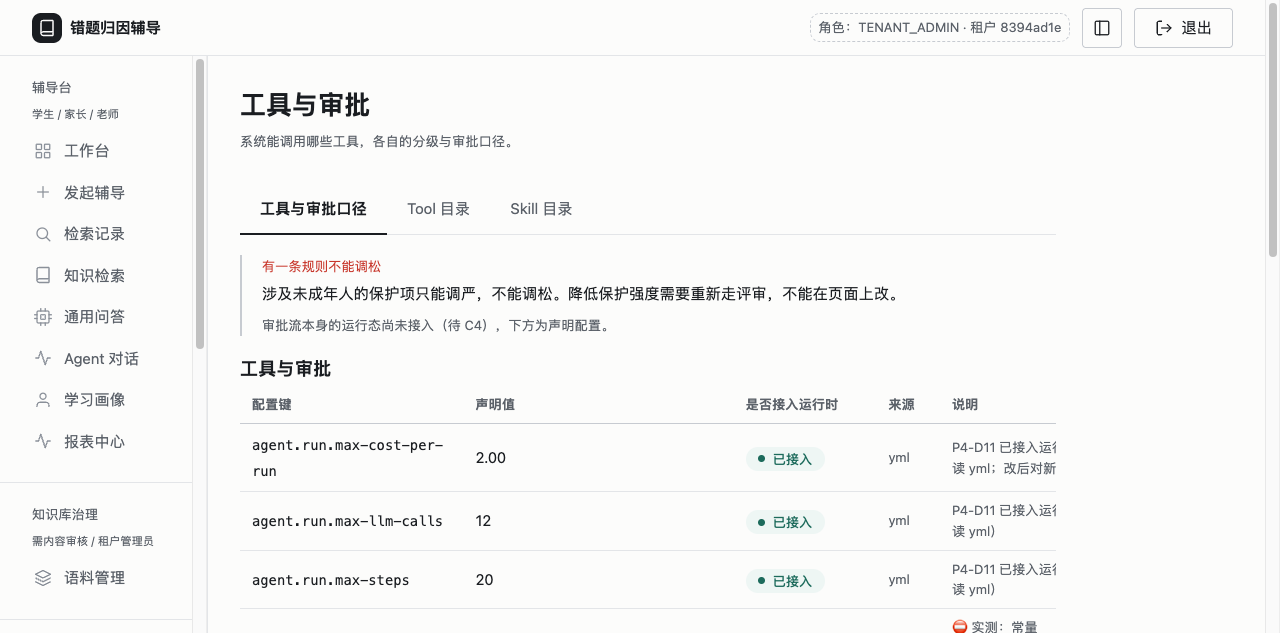 错题归因辅导
角色：TENANT_ADMIN · 租户 8394ad1e
退出
辅导台
学生 / 家长 / 老师
工作台
发起辅导
检索记录
知识检索
通用问答
Agent 对话
学习画像
报表中心
知识库治理
需内容审核 / 租户管理员
语料管理
工具与审批
系统能调用哪些工具，各自的分级与审批口径。
工具与审批口径
Tool 目录
Skill 目录
有一条规则不能调松
涉及未成年人的保护项只能调严，不能调松。降低保护强度需要重新走评审，不能在页面上改。
审批流本身的运行态尚未接入（待 C4），下方为声明配置。
工具与审批
配置键 声明值 是否接入运行时 来源 说明
agent.run.max-cost-per-
run
2.00
已接入
yml
P4-D11 已接入运行
读 yml；改后对新
agent.run.max-llm-calls
12
已接入
yml
P4-D11 已接入运行
读 yml）
agent.run.max-steps
20
已接入
yml
P4-D11 已接入运行
读 yml）
实测：常量